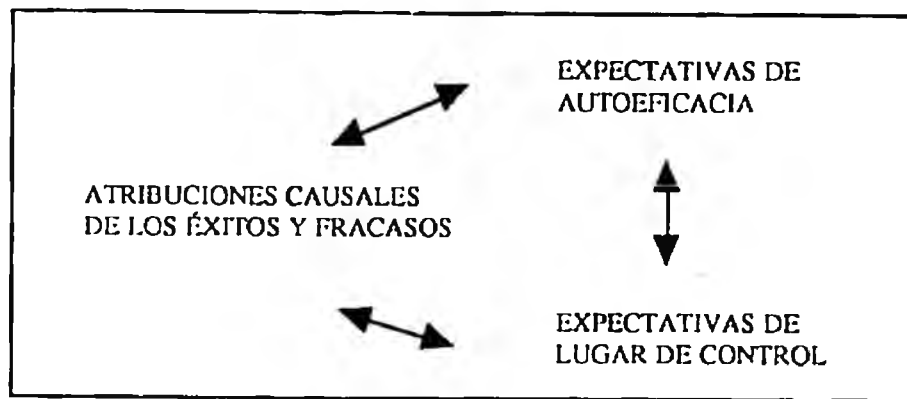 EXPECTATIVAS DE
AUTOEFICACIA
ATRIBUCIONES CAUSALES
DE LOS ÉXITOS Y FRACASOS
EXPECTATIVAS DE
LUGAR DE CONTROL